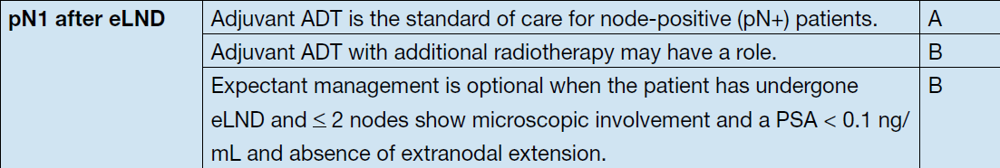 pN1 after eLND Adjuvant ADT is the standard of care for node-positive (pN+) patients. A
Adjuvant ADT with additional radiotherapy may have a role. B
Expectant management is optional when the patient has undergone B
eLND and ≤ 2 nodes show microscopic involvement and a PSA < 0.1 ng/
mL and absence of extranodal extension.